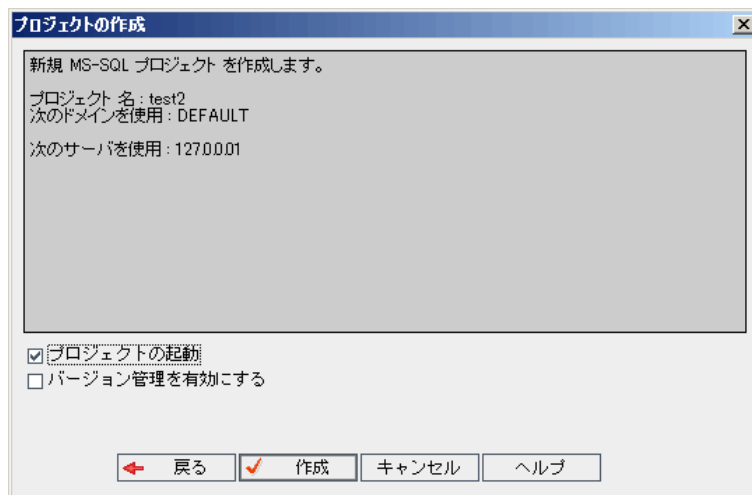 プロジェクトの作成
新規 MS-SQL プロジェクト を作成します。
プロジェクト 名 : test2
次のドメインを使用 : DEFAULT
次のサーバを使用 : 127.0.0.01
プロジェクトの起動
バージョン管理を有効にする
戻る 作成 キャンセル ヘルプ